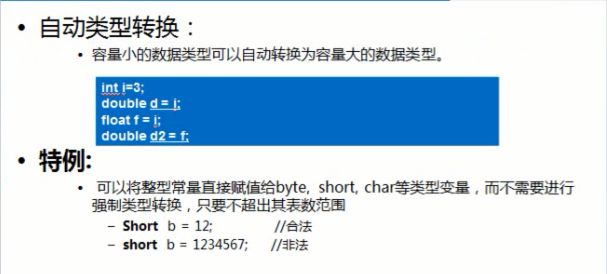 • 自动类型转换：
• 容量小的数据类型可以自动转换为容量大的数据类型。
int i=3;
double d = i;
float f = i;
double d2 = f;
• 特例:
• 可以将整型常量直接赋值给byte, short, char等类型变量，而不需要进行
强制类型转换，只要不超出其表数范围
– Short b = 12; //合法
– short b = 1234567; //非法